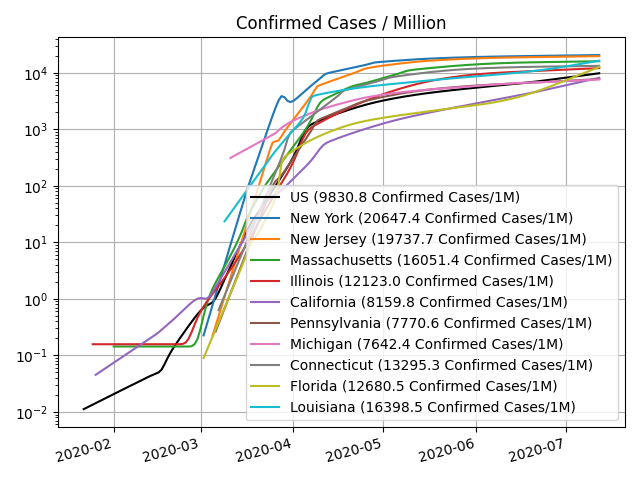 Confirmed Cases / Million
10⁴
10³
10²
10¹
10⁰
10⁻¹
10⁻²
US (9830.8 Confirmed Cases/1M)
New York (20647.4 Confirmed Cases/1M)
New Jersey (19737.7 Confirmed Cases/1M)
Massachusetts (16051.4 Confirmed Cases/1M)
Illinois (12123.0 Confirmed Cases/1M)
California (8159.8 Confirmed Cases/1M)
Pennsylvania (7770.6 Confirmed Cases/1M)
Michigan (7642.4 Confirmed Cases/1M)
Connecticut (13295.3 Confirmed Cases/1M)
Florida (12680.5 Confirmed Cases/1M)
Louisiana (16398.5 Confirmed Cases/1M)
2020-02 2020-03 2020-04 2020-05 2020-06 2020-07